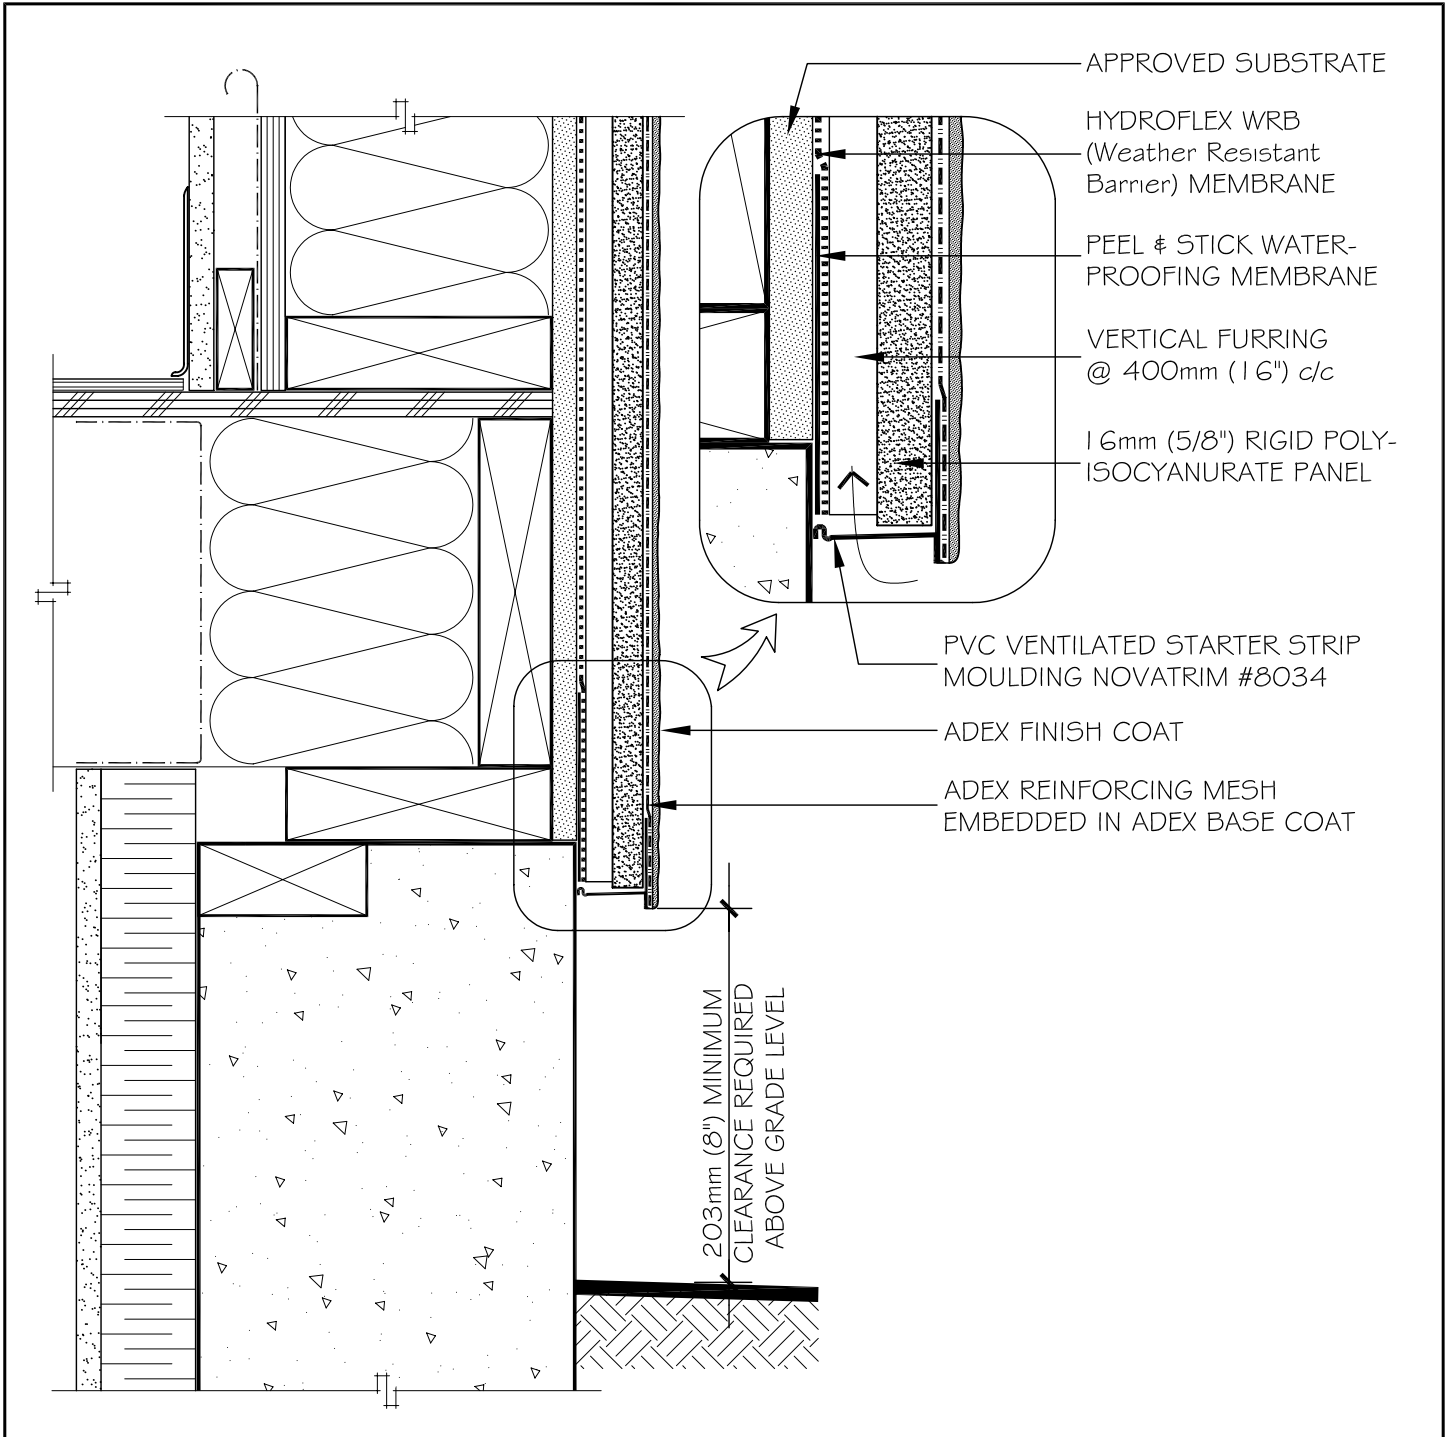 APPROVED SUBSTRATE
HYDROFLEX WRB
(Weather Resistant
Barrier) MEMBRANE
PEEL & STICK WATER-
PROOFING MEMBRANE
VERTICAL FURRING
@ 400mm (16") c/c
16mm (5/8") RIGID POLY-
ISOCYANURATE PANEL
PVC VENTILATED STARTER STRIP
MOULDING NOVATRIM #8034
ADEX FINISH COAT
ADEX REINFORCING MESH
EMBEDDED IN ADEX BASE COAT
203mm (8") MINIMUM
CLEARANCE REQUIRED
ABOVE GRADE LEVEL